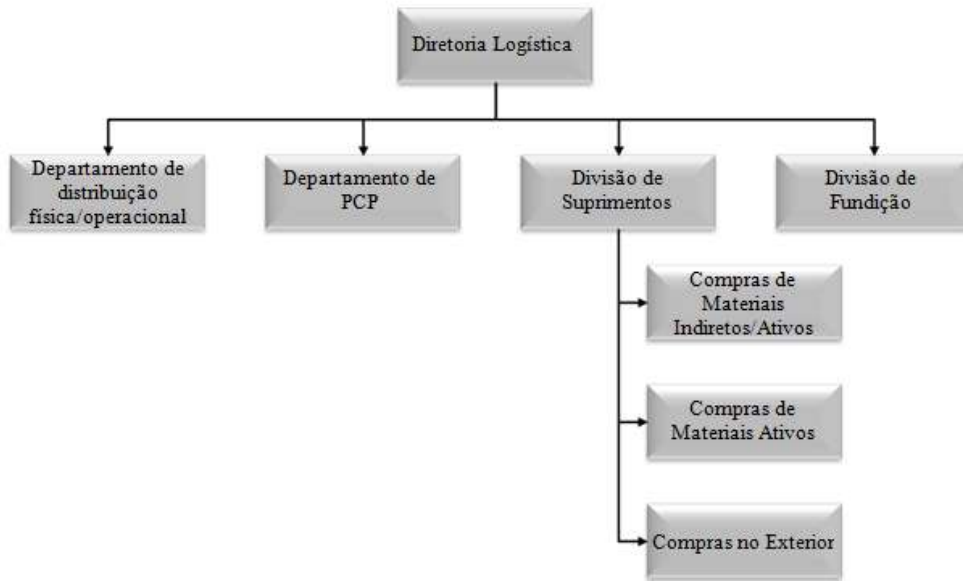 Diretoria Logística
Departamento de
distribuição
física/operacional
Departamento de
PCP
Divisão de
Suprimentos
Divisão de
Fundição
Compras de
Materiais
Indiretos/Ativos
Compras de
Materiais Ativos
Compras no Exterior